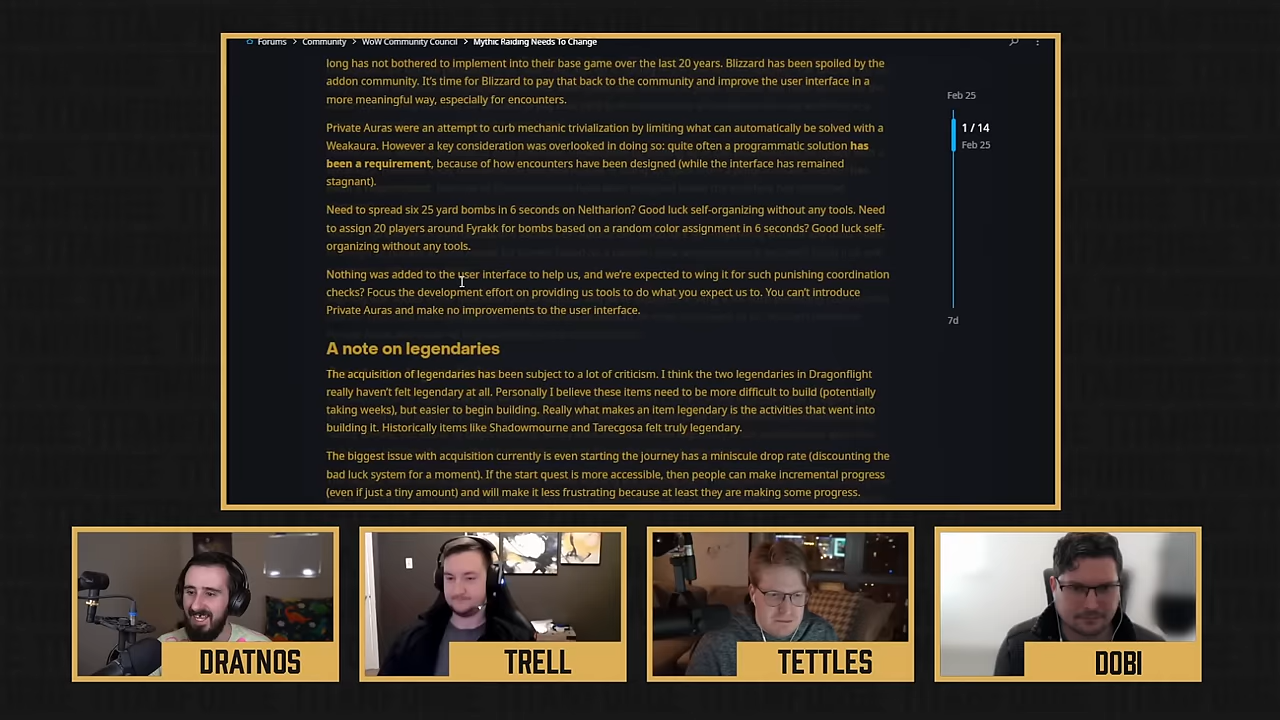 Forums > Community > WoW Community Council > Mythic Raiding Needs To Change
long has not bothered to implement into their base game over the last 20 years. Blizzard has been spoiled by the
addon community. It's time for Blizzard to pay that back to the community and improve the user interface in a
more meaningful way, especially for encounters.
Private Auras were an attempt to curb mechanic trivialization by limiting what can automatically be solved with a
Weakaura. However a key consideration was overlooked in doing so: quite often a programmatic solution has
been a requirement, because of how encounters have been designed (while the interface has remained
stagnant).
Need to spread six 25 yard bombs in 6 seconds on Neltharion? Good luck self-organizing without any tools. Need
to assign 20 players around Fyrakk for bombs based on a random color assignment in 6 seconds? Good luck self-
organizing without any tools.
Nothing was added to the user interface to help us, and we're expected to wing it for such punishing coordination
checks? Focus the development effort on providing us tools to do what you expect us to. You can't introduce
Private Auras and make no improvements to the user interface.
A note on legendaries
The acquisition of legendaries has been subject to a lot of criticism. I think the two legendaries in Dragonflight
really haven't felt legendary at all. Personally I believe these items need to be more difficult to build (potentially
taking weeks), but easier to begin building. Really what makes an item legendary is the activities that went into
building it. Historically items like Shadowmourne and Tarecgosa felt truly legendary.
The biggest issue with acquisition currently is even starting the journey has a miniscule drop rate (discounting the
bad luck system for a moment). If the start quest is more accessible, then people can make incremental progress
(even if just a tiny amount) and will make it less frustrating because at least they are making some progress.
Feb 25
1 / 14
Feb 25
7d
DRATNOS
TRELL
TETTLES
DOBI